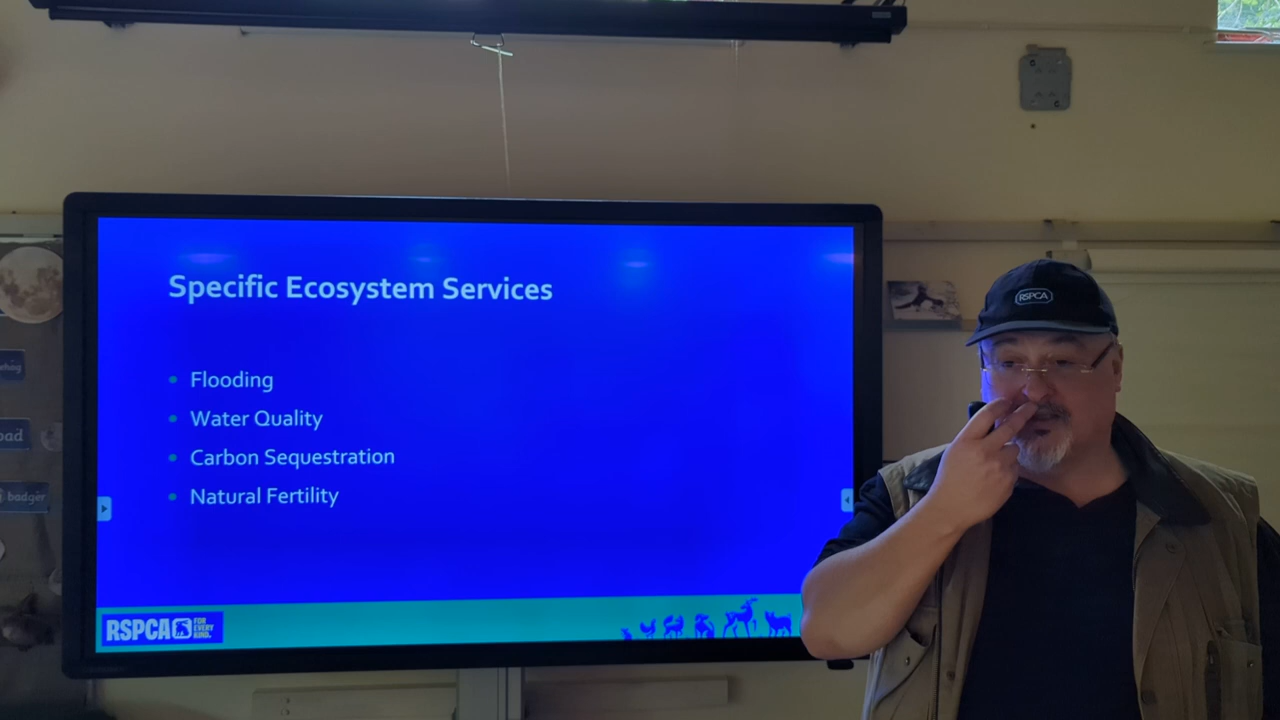 Specific Ecosystem Services
Flooding
Water Quality
Carbon Sequestration
Natural Fertility
RSPCA
FOR
EVERY
KIND.
RSPCA
badger